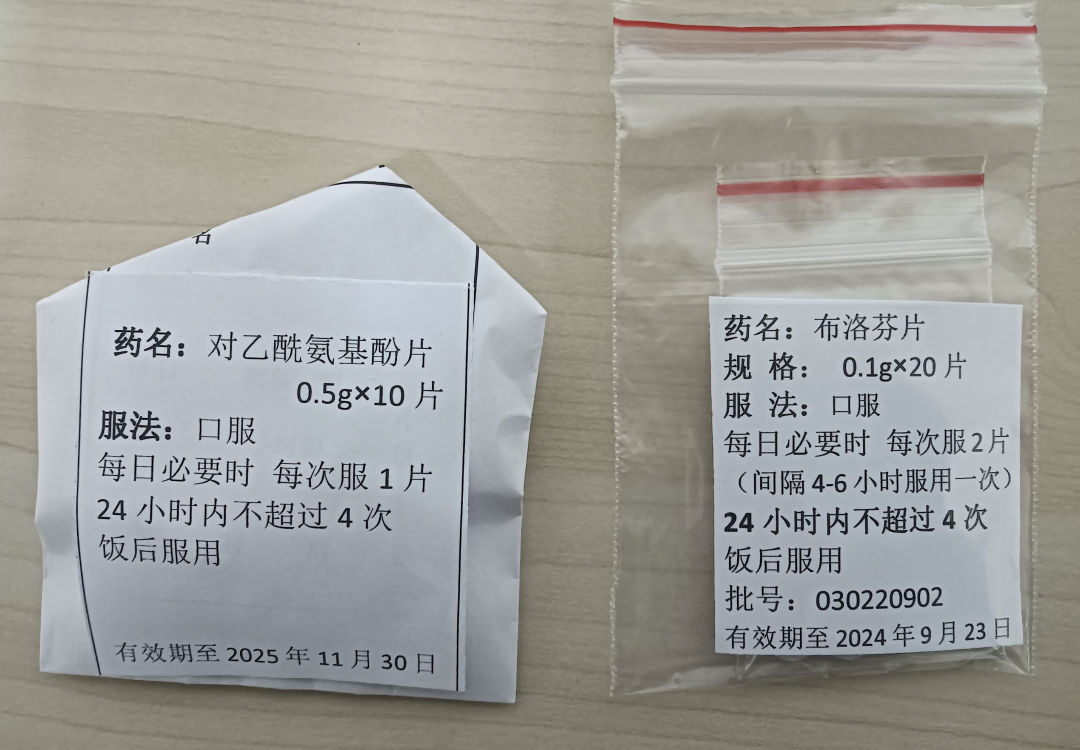 名
药名：对乙酰氨基酚片
0.5g×10 片
服法：口服
每日必要时 每次服 1 片
24 小时内不超过 4 次
饭后服用
有效期至 2025 年 11 月 30 日
药名：布洛芬片
规 格： 0.1g×20 片
服 法：口服
每日必要时 每次服 2 片
（间隔 4-6 小时服用一次）
24 小时内不超过 4 次
饭后服用
批号：030220902
有效期至 2024 年 9 月 23 日